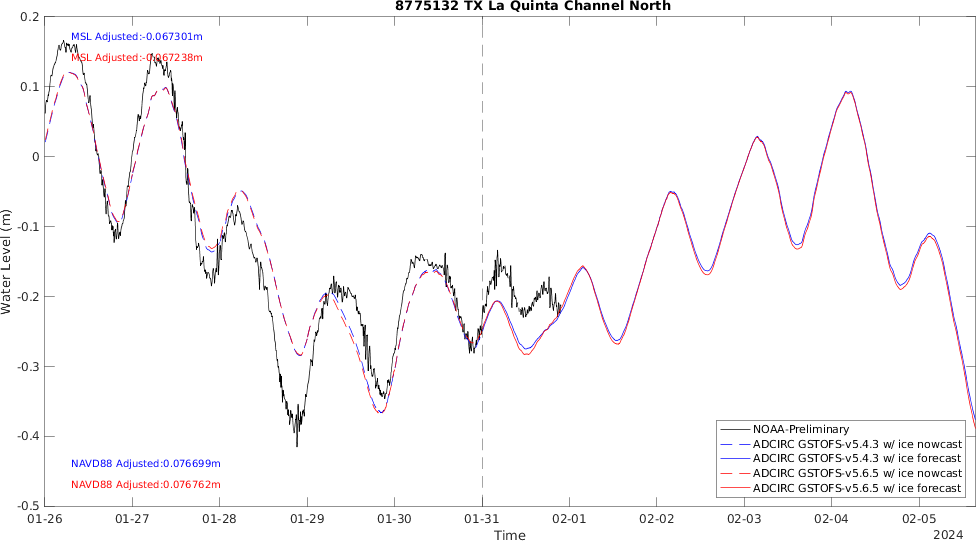 8775132 TX La Quinta Channel North
MSL Adjusted:-0.067301m
MSL Adjusted:-0.067238m
0.2
0.1
0
-0.1
-0.2
-0.3
-0.4
-0.5
Water Level (m)
NAVD88 Adjusted:0.076699m
NAVD88 Adjusted:0.076762m
NOAA-Preliminary
ADCIRC GSTOFS-v5.4.3 w/ ice nowcast
ADCIRC GSTOFS-v5.4.3 w/ ice forecast
ADCIRC GSTOFS-v5.6.5 w/ ice nowcast
ADCIRC GSTOFS-v5.6.5 w/ ice forecast
01-26 01-27 01-28 01-29 01-30 01-31 02-01 02-02 02-03 02-04 02-05
Time
2024